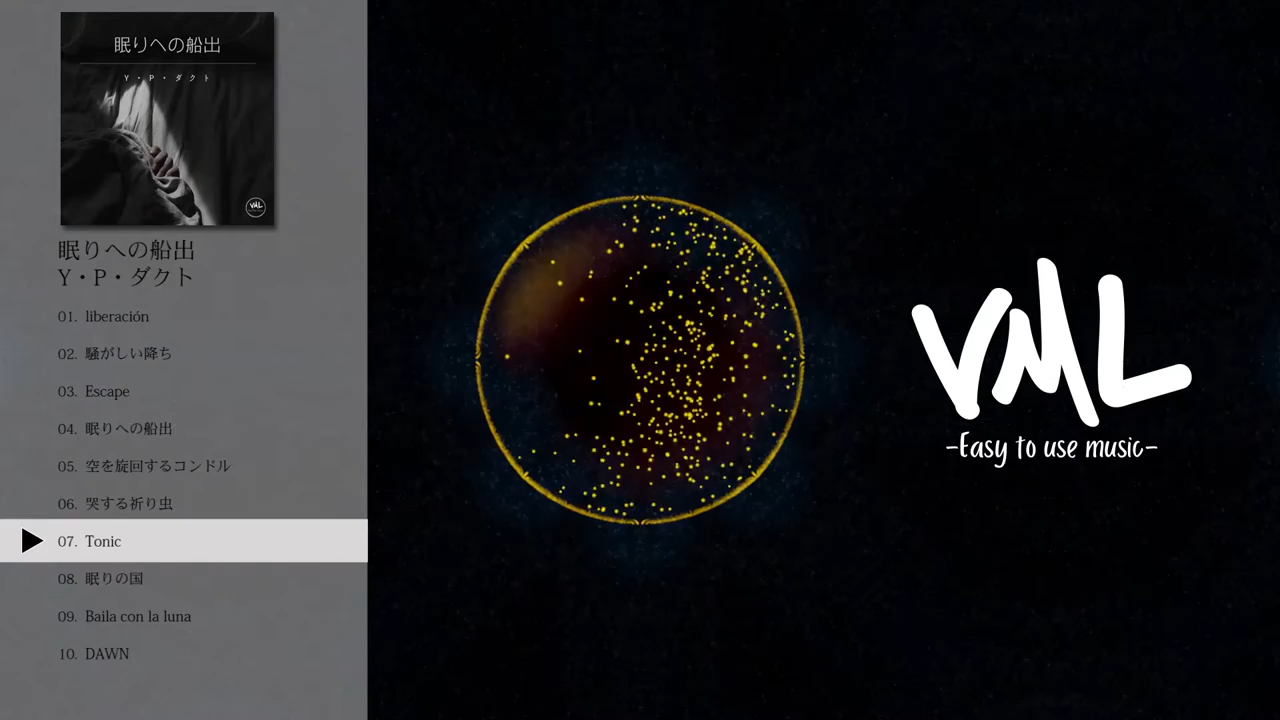 眠りへの船出
Y・P・ダクト
VML
眠りへの船出
Y・P・ダクト
01. liberación
02. 騒がしい降ち
03. Escape
04. 眠りへの船出
05. 空を旋回するコンドル
06. 哭する祈り虫
07. Tonic
08. 眠りの国
09. Baila con la luna
10. DAWN
VML
-Easy to use music-